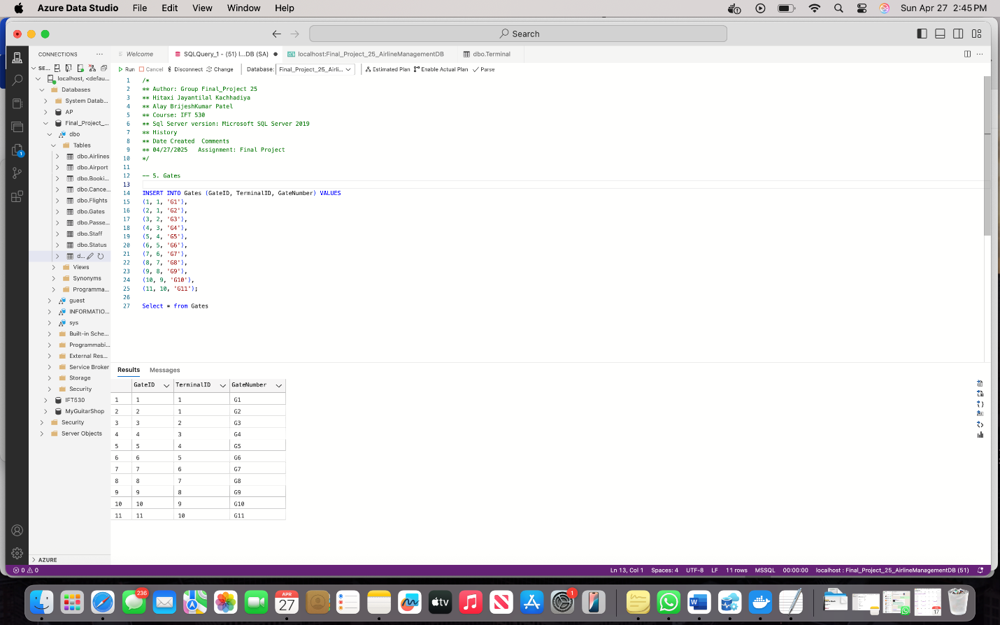 Azure Data Studio File Edit View Window Help Sun Apr 27 2:45 PM
Search
CONNECTIONS ...
Welcome
SQLQuery_1 - (51) l...DB (SA)
localhost:Final_Project_25_AirlineManagementDB
dbo.Terminal
SE...
Run Cancel Disconnect Change Database: Final_Project_25_Airli... Estimated Plan Enable Actual Plan Parse
localhost, <defau...
Databases
System Datab...
AP
Final_Project_...
dbo
Tables
dbo.Airlines
dbo.Airport
dbo.Booki...
dbo.Cance...
dbo.Flights
dbo.Gates
dbo.Passe...
dbo.Staff
dbo.Status
d...
Views
Synonyms
Programma...
guest
INFORMATIO...
sys
Built-in Sche...
Programmabi...
External Res...
Service Broker
Storage
Security
IFT530
MyGuitarShop
Security
Server Objects
AZURE
1
1 /*
2 ** Author: Group Final_Project 25
3 ** Hitaxi Jayantilal Kachhadiya
4 ** Alay BrijeshKumar Patel
5 ** Course: IFT 530
6 ** Sql Server version: Microsoft SQL Server 2019
7 ** History
8 ** Date Created  Comments
9 ** 04/27/2025   Assignment: Final Project
10 */
11
12 -- 5. Gates
13
14 INSERT INTO Gates (GateID, TerminalID, GateNumber) VALUES
15 (1, 1, 'G1'),
16 (2, 1, 'G2'),
17 (3, 2, 'G3'),
18 (4, 3, 'G4'),
19 (5, 4, 'G5'),
20 (6, 5, 'G6'),
21 (7, 6, 'G7'),
22 (8, 7, 'G8'),
23 (9, 8, 'G9'),
24 (10, 9, 'G10'),
25 (11, 10, 'G11');
26
27 Select * from Gates
Results Messages
GateID TerminalID GateNumber
1 1 1 G1
2 2 1 G2
3 3 2 G3
4 4 3 G4
5 5 4 G5
6 6 5 G6
7 7 6 G7
8 8 7 G8
9 9 8 G9
10 10 9 G10
11 11 10 G11
0 0 Ln 13, Col 1 Spaces: 4 UTF-8 LF 11 rows MSSQL 00:00:00 localhost : Final_Project_25_AirlineManagementDB (51)
236
APR
27
tv
1
W
17